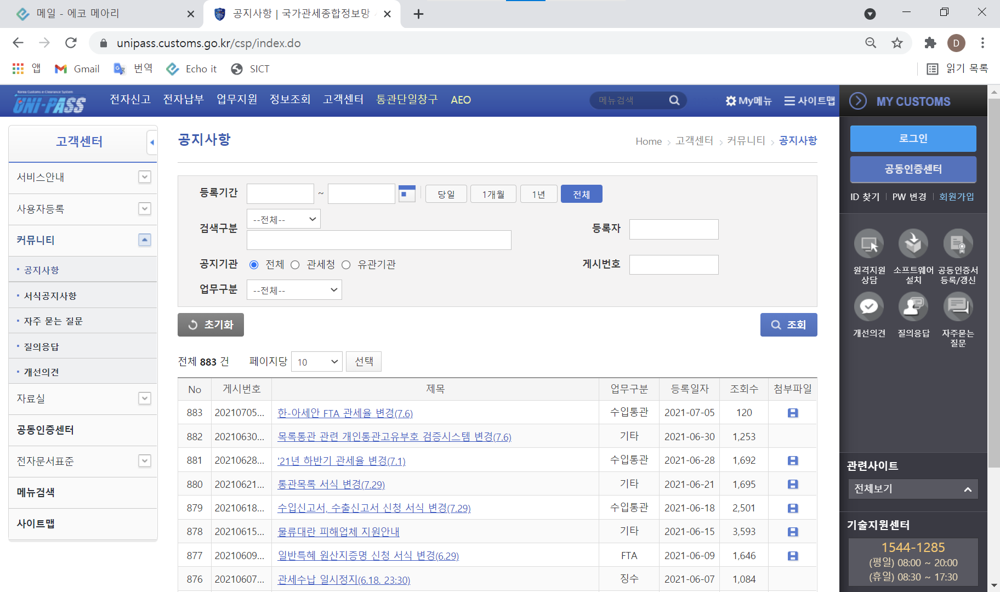 메일 - 에코 메아리
공지사항 | 국가관세종합정보망
unipass.customs.go.kr/csp/index.do
D
앱 Gmail 번역 Echo it SICT 읽기 목록
Korea Customs e-Clearance System
UNI-PASS
전자신고 전자납부 업무지원 정보조회 고객센터 통관단일창구 AEO 메뉴검색 My메뉴 사이트맵
MY CUSTOMS
고객센터
서비스안내
사용자등록
커뮤니티
공지사항
서식공지사항
자주 묻는 질문
질의응답
개선의견
자료실
공동인증센터
전자문서표준
메뉴검색
사이트맵
공지사항
Home > 고객센터 > 커뮤니티 > 공지사항
등록기간 ~ 당일 1개월 1년 전체
검색구분 --전체-- 등록자
공지기관 전체 관세청 유관기관 게시번호
업무구분 --전체--
초기화 조회
전체 883 건 페이지당 10 선택
No 게시번호 제목 업무구분 등록일자 조회수 첨부파일
883 20210705... 한-아세안 FTA 관세율 변경(7.6) 수입통관 2021-07-05 120
882 20210630... 목록통관 관련 개인통관고유부호 검증시스템 변경(7.6) 기타 2021-06-30 1,253
881 20210628... '21년 하반기 관세율 변경(7.1) 수입통관 2021-06-28 1,692
880 20210621... 통관목록 서식 변경(7.29) 기타 2021-06-21 1,695
879 20210618... 수입신고서, 수출신고서 신청 서식 변경(7.29) 수입통관 2021-06-18 2,501
878 20210615... 물류대란 피해업체 지원안내 기타 2021-06-15 3,593
877 20210609... 일반특혜 원산지증명 신청 서식 변경(6.29) FTA 2021-06-09 1,646
876 20210607... 관세수납 일시정지(6.18. 23:30) 징수 2021-06-07 1,084
로그인
공동인증센터
ID 찾기 PW 변경 회원가입
원격지원 상담
소프트웨어 설치
공동인증서 등록/갱신
개선의견
질의응답
자주묻는 질문
관련사이트
전체보기
기술지원센터
1544-1285
(평일) 08:00 ~ 20:00
(휴일) 08:30 ~ 17:30